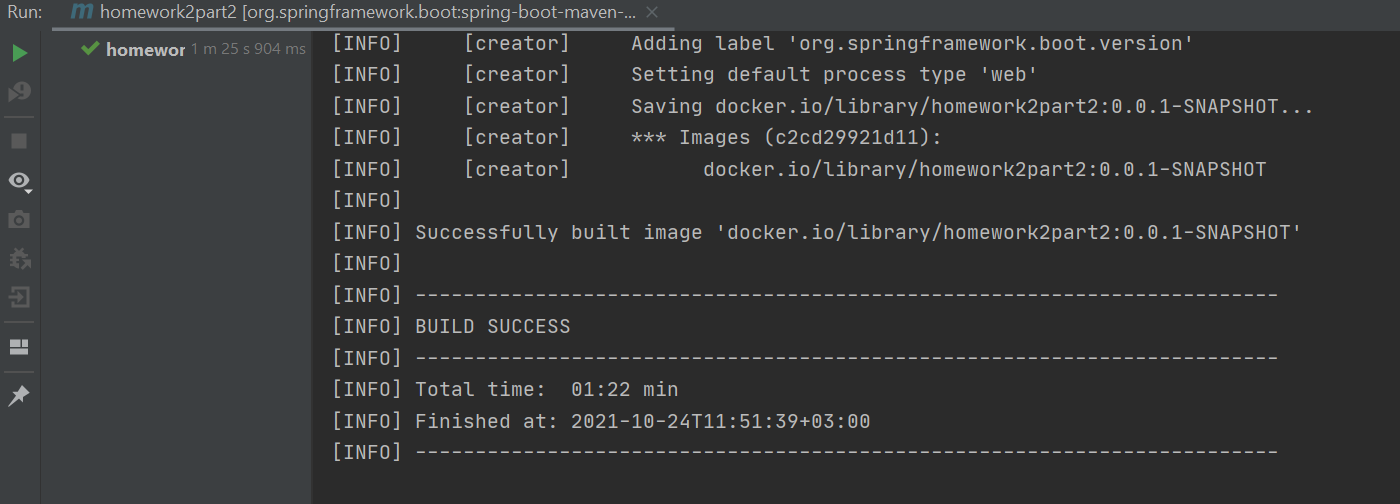 Run: m homework2part2 [org.springframework.boot:spring-boot-maven-...
homewor 1 m 25 s 904 ms
[INFO] [creator] Adding label 'org.springframework.boot.version'
[INFO] [creator] Setting default process type 'web'
[INFO] [creator] Saving docker.io/library/homework2part2:0.0.1-SNAPSHOT...
[INFO] [creator] *** Images (c2cd29921d11):
[INFO] [creator] docker.io/library/homework2part2:0.0.1-SNAPSHOT
[INFO]
[INFO] Successfully built image 'docker.io/library/homework2part2:0.0.1-SNAPSHOT'
[INFO]
[INFO] ------------------------------------------------------------------------
[INFO] BUILD SUCCESS
[INFO] ------------------------------------------------------------------------
[INFO] Total time:  01:22 min
[INFO] Finished at: 2021-10-24T11:51:39+03:00
[INFO] ------------------------------------------------------------------------